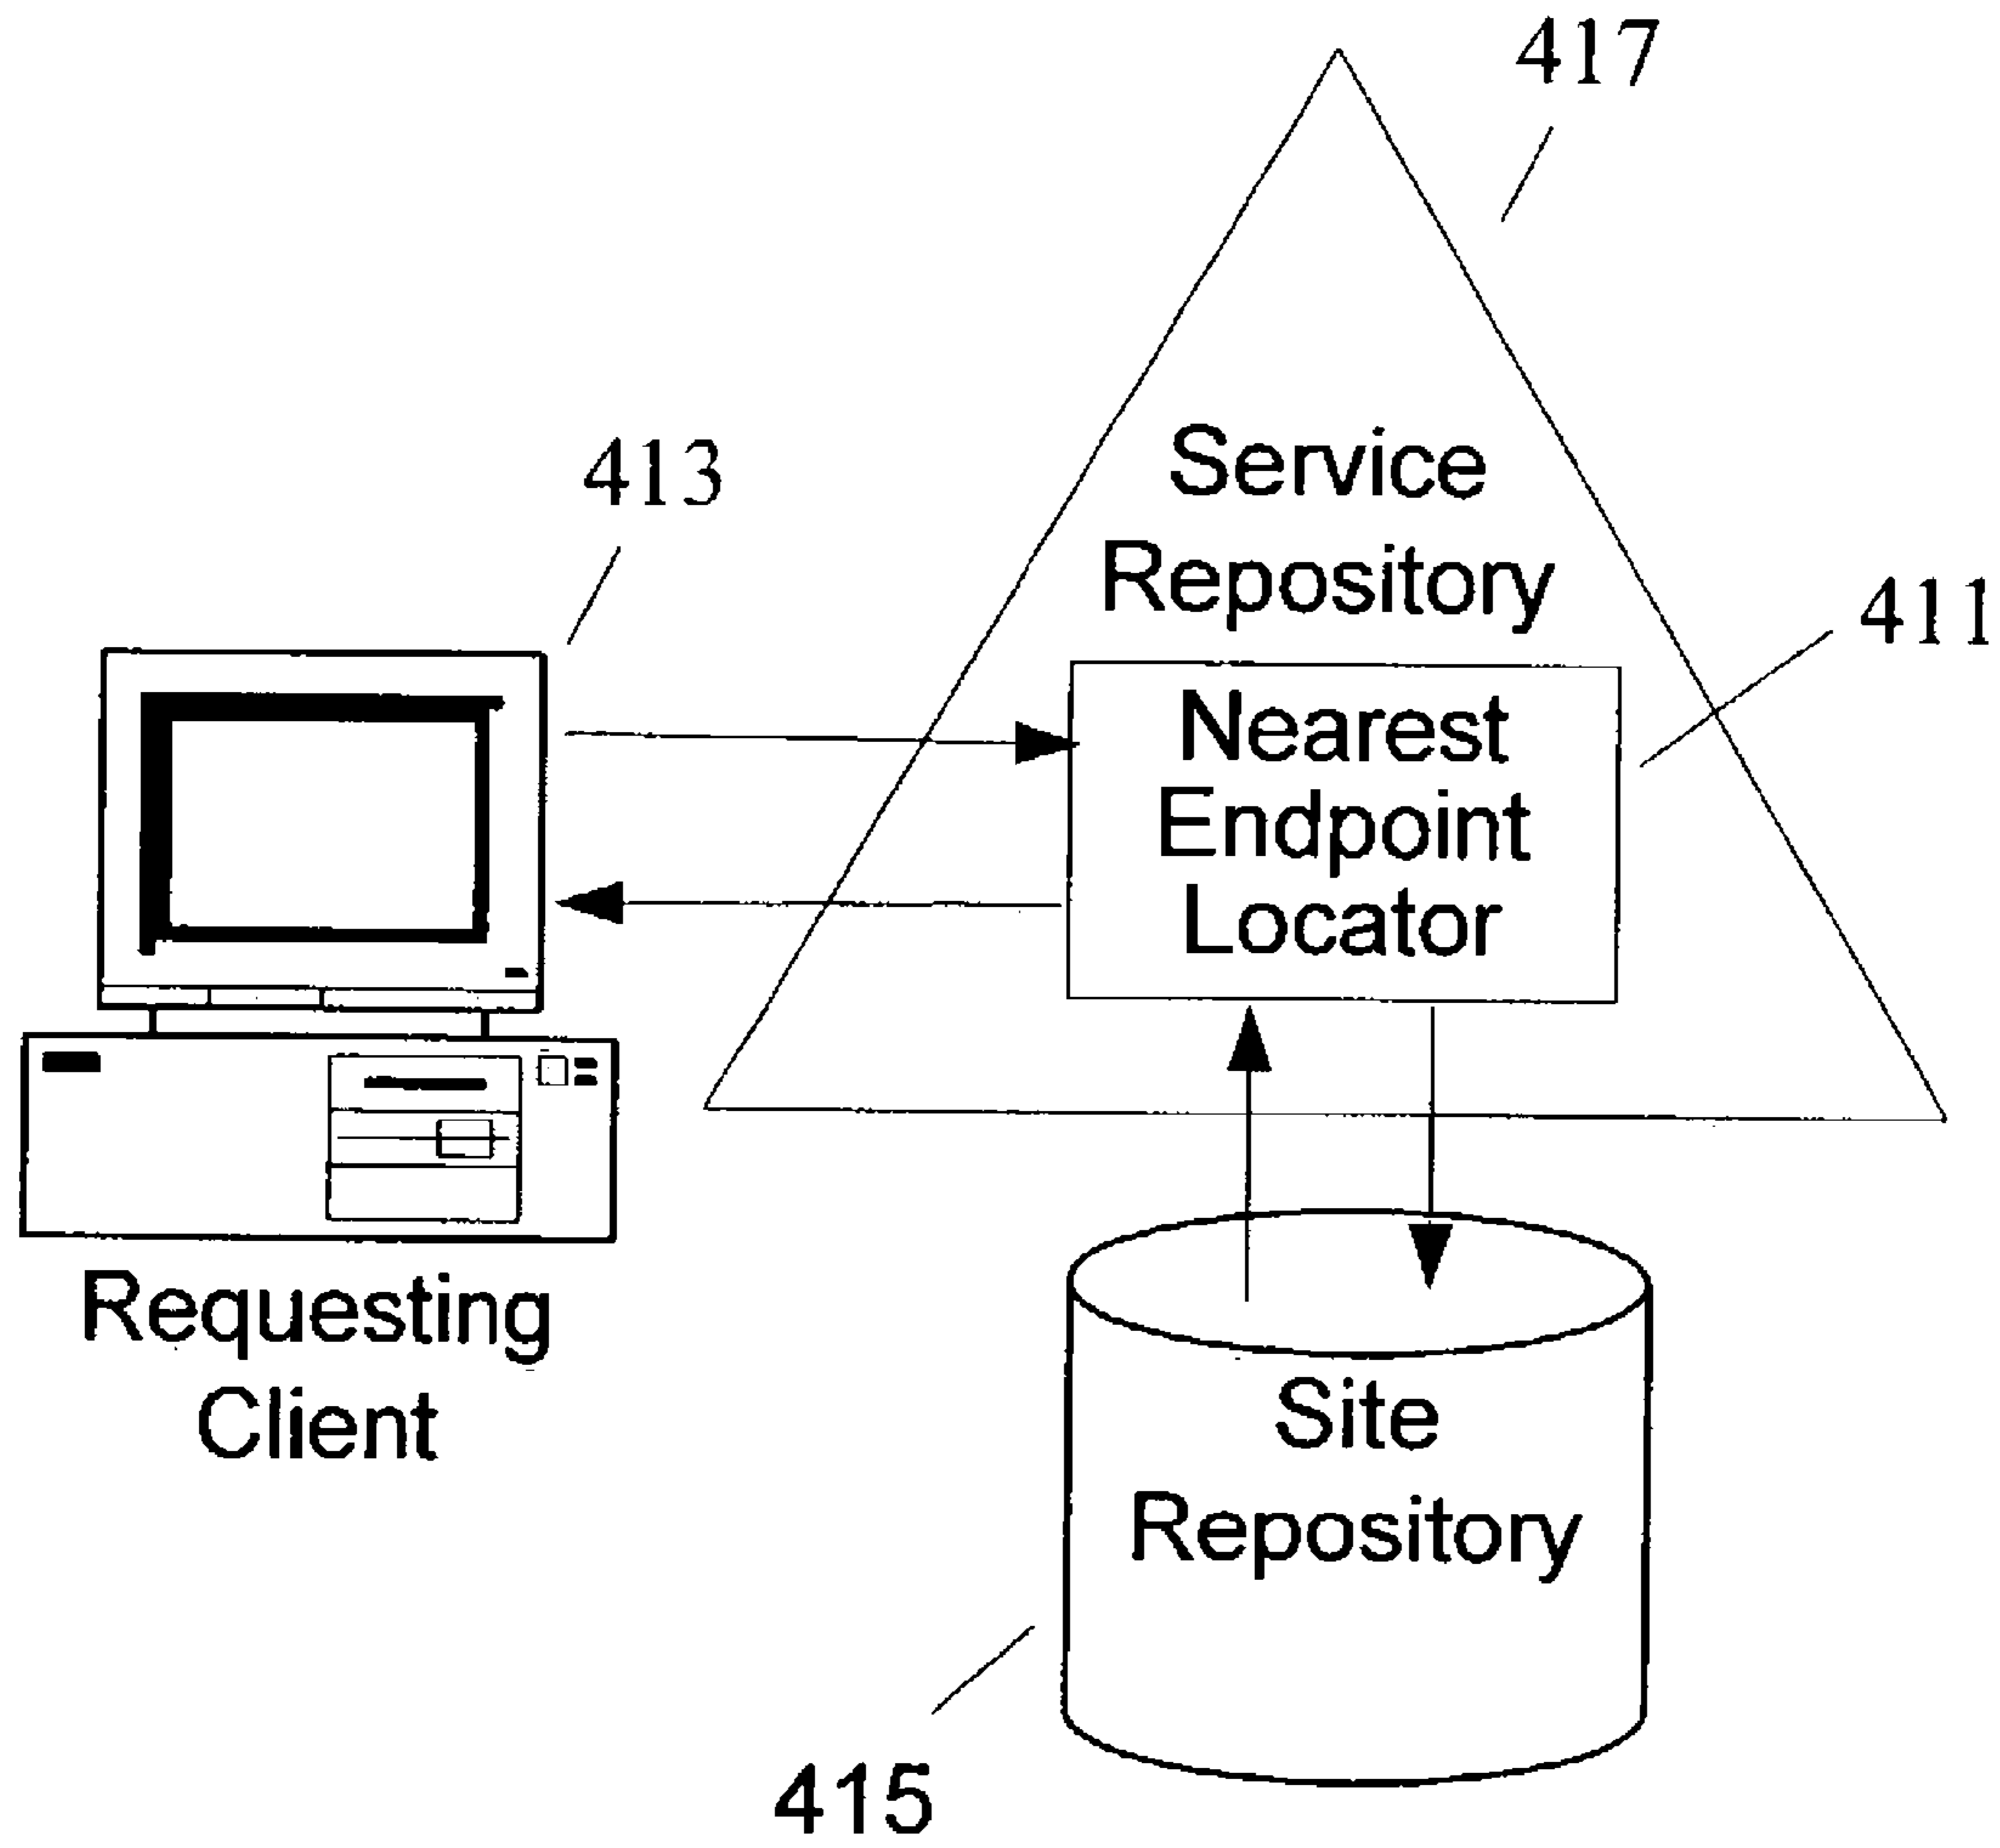 417
413
Service
Repository
411
Nearest
Endpoint
Locator
Requesting
Client
Site
Repository
415